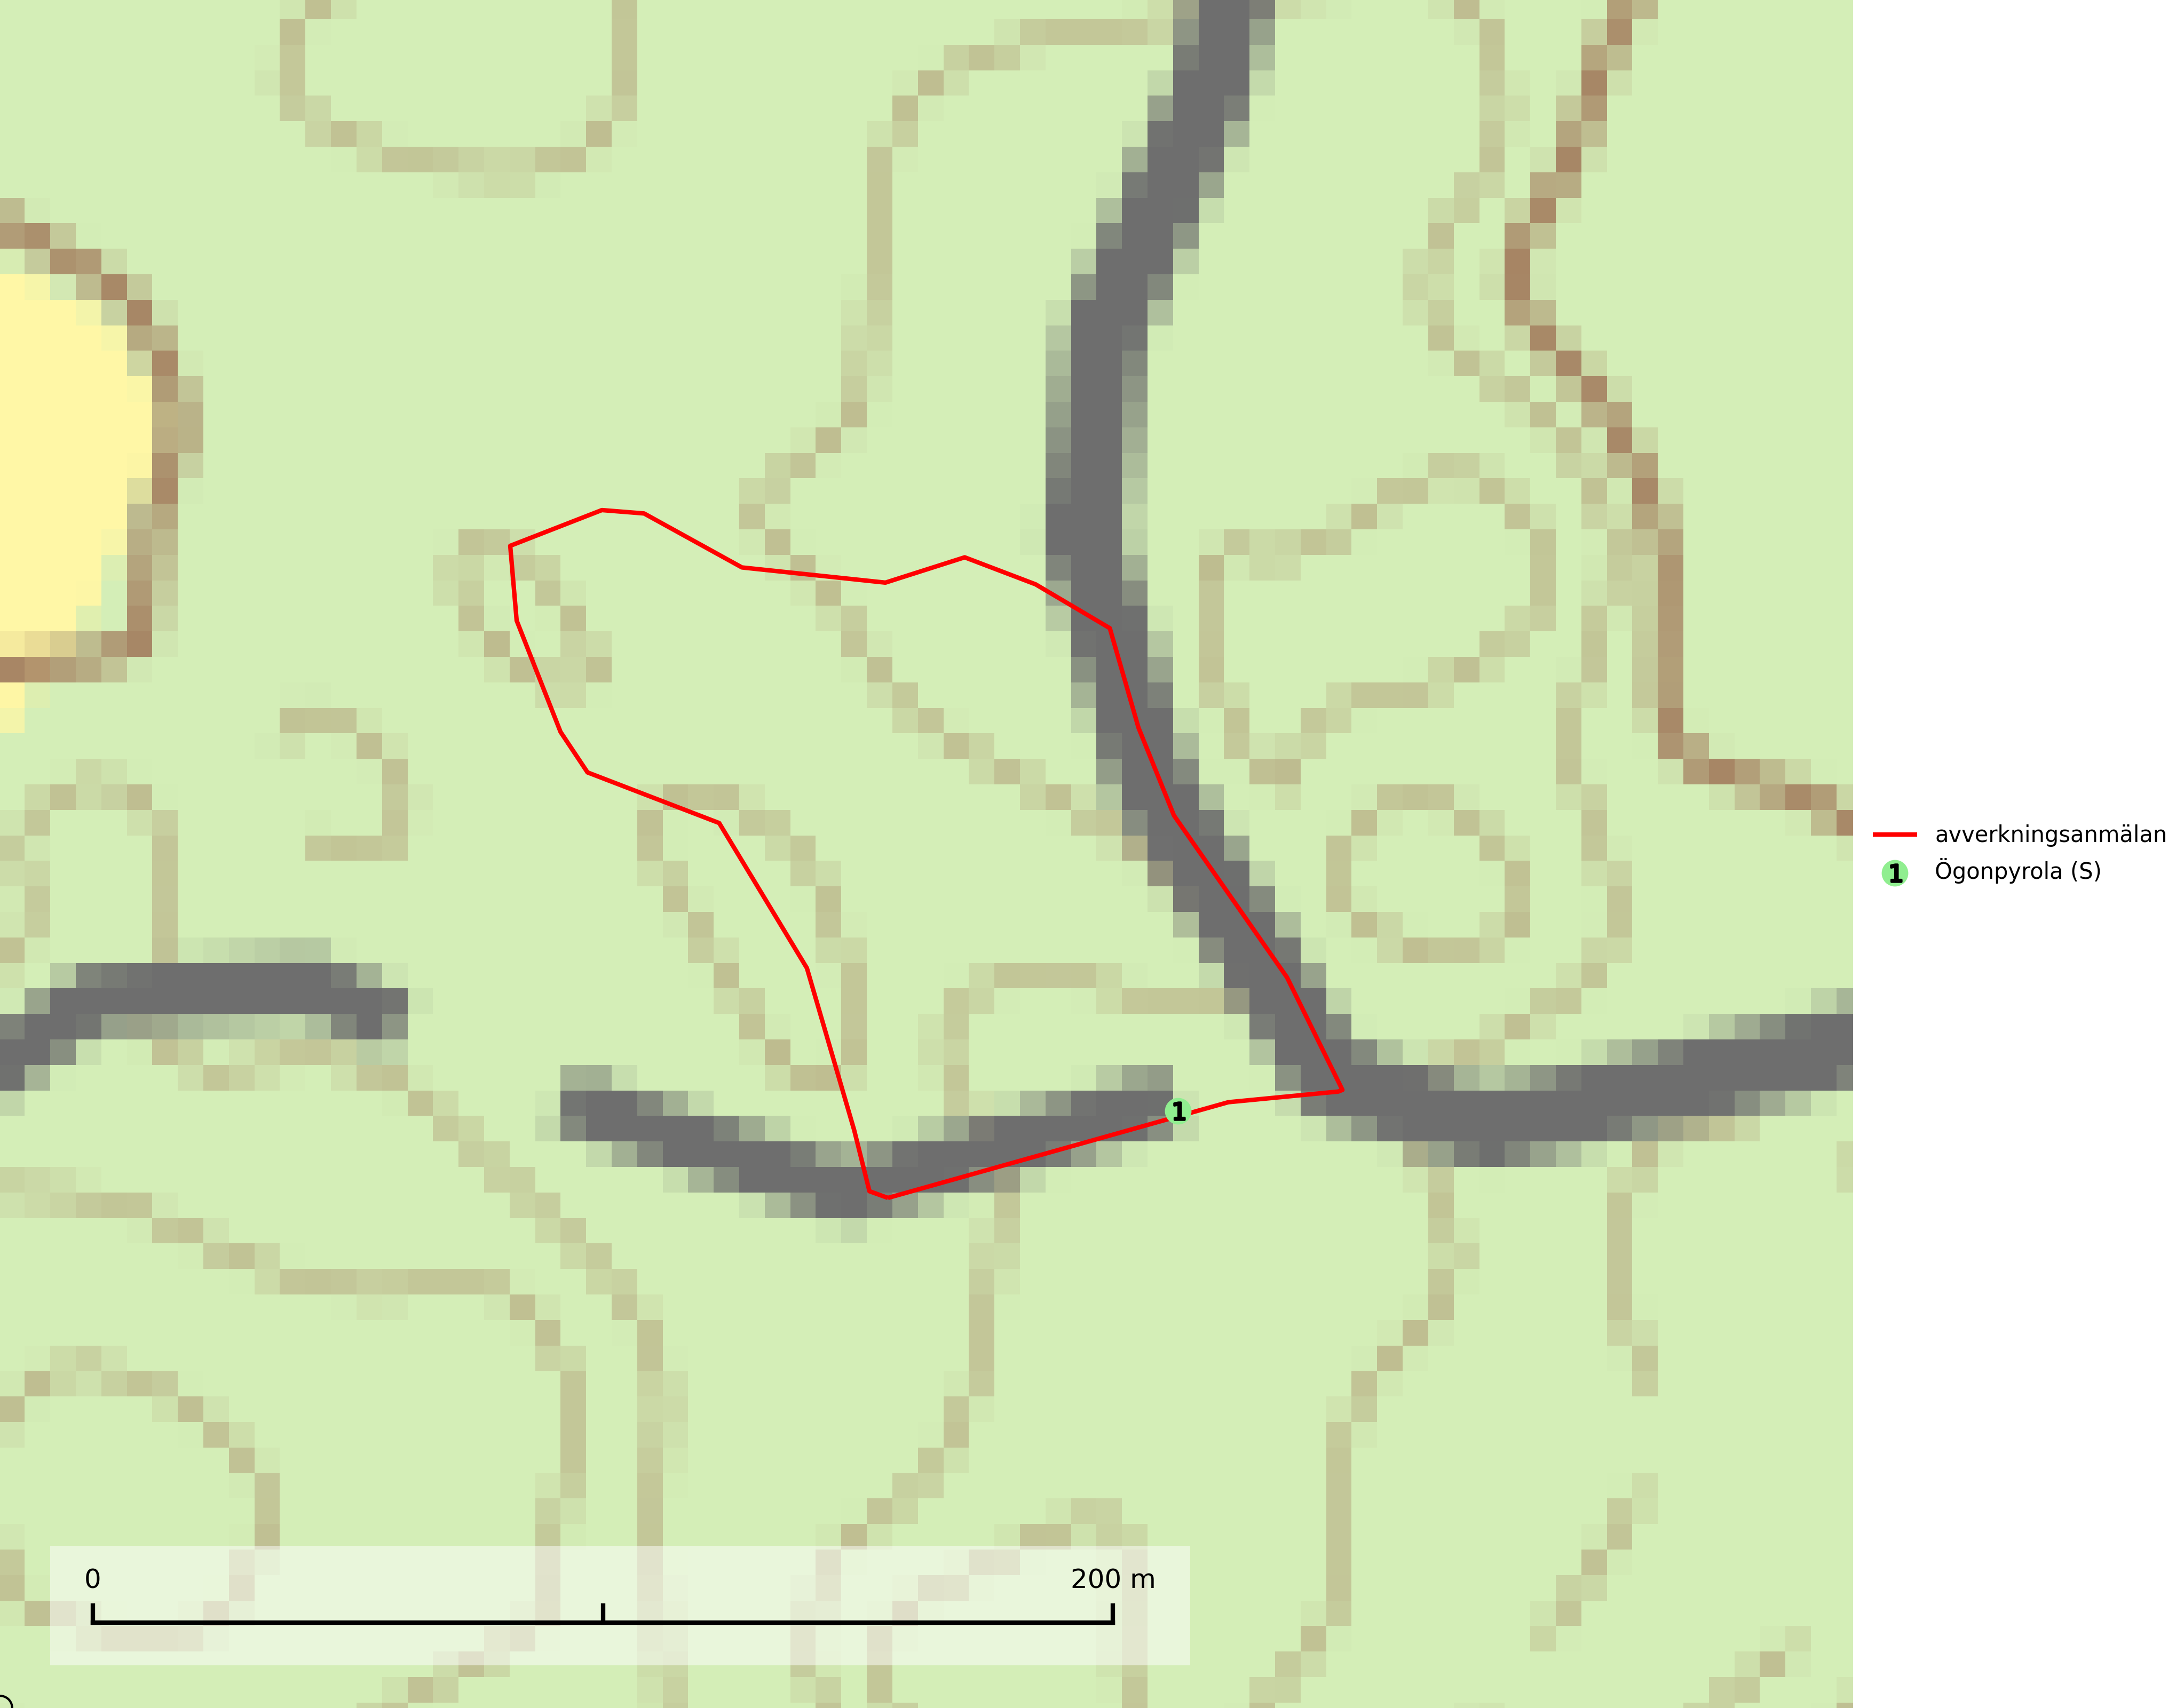 avverkningsanmälan
1 Ögonpyrola (S)
1
0 200 m